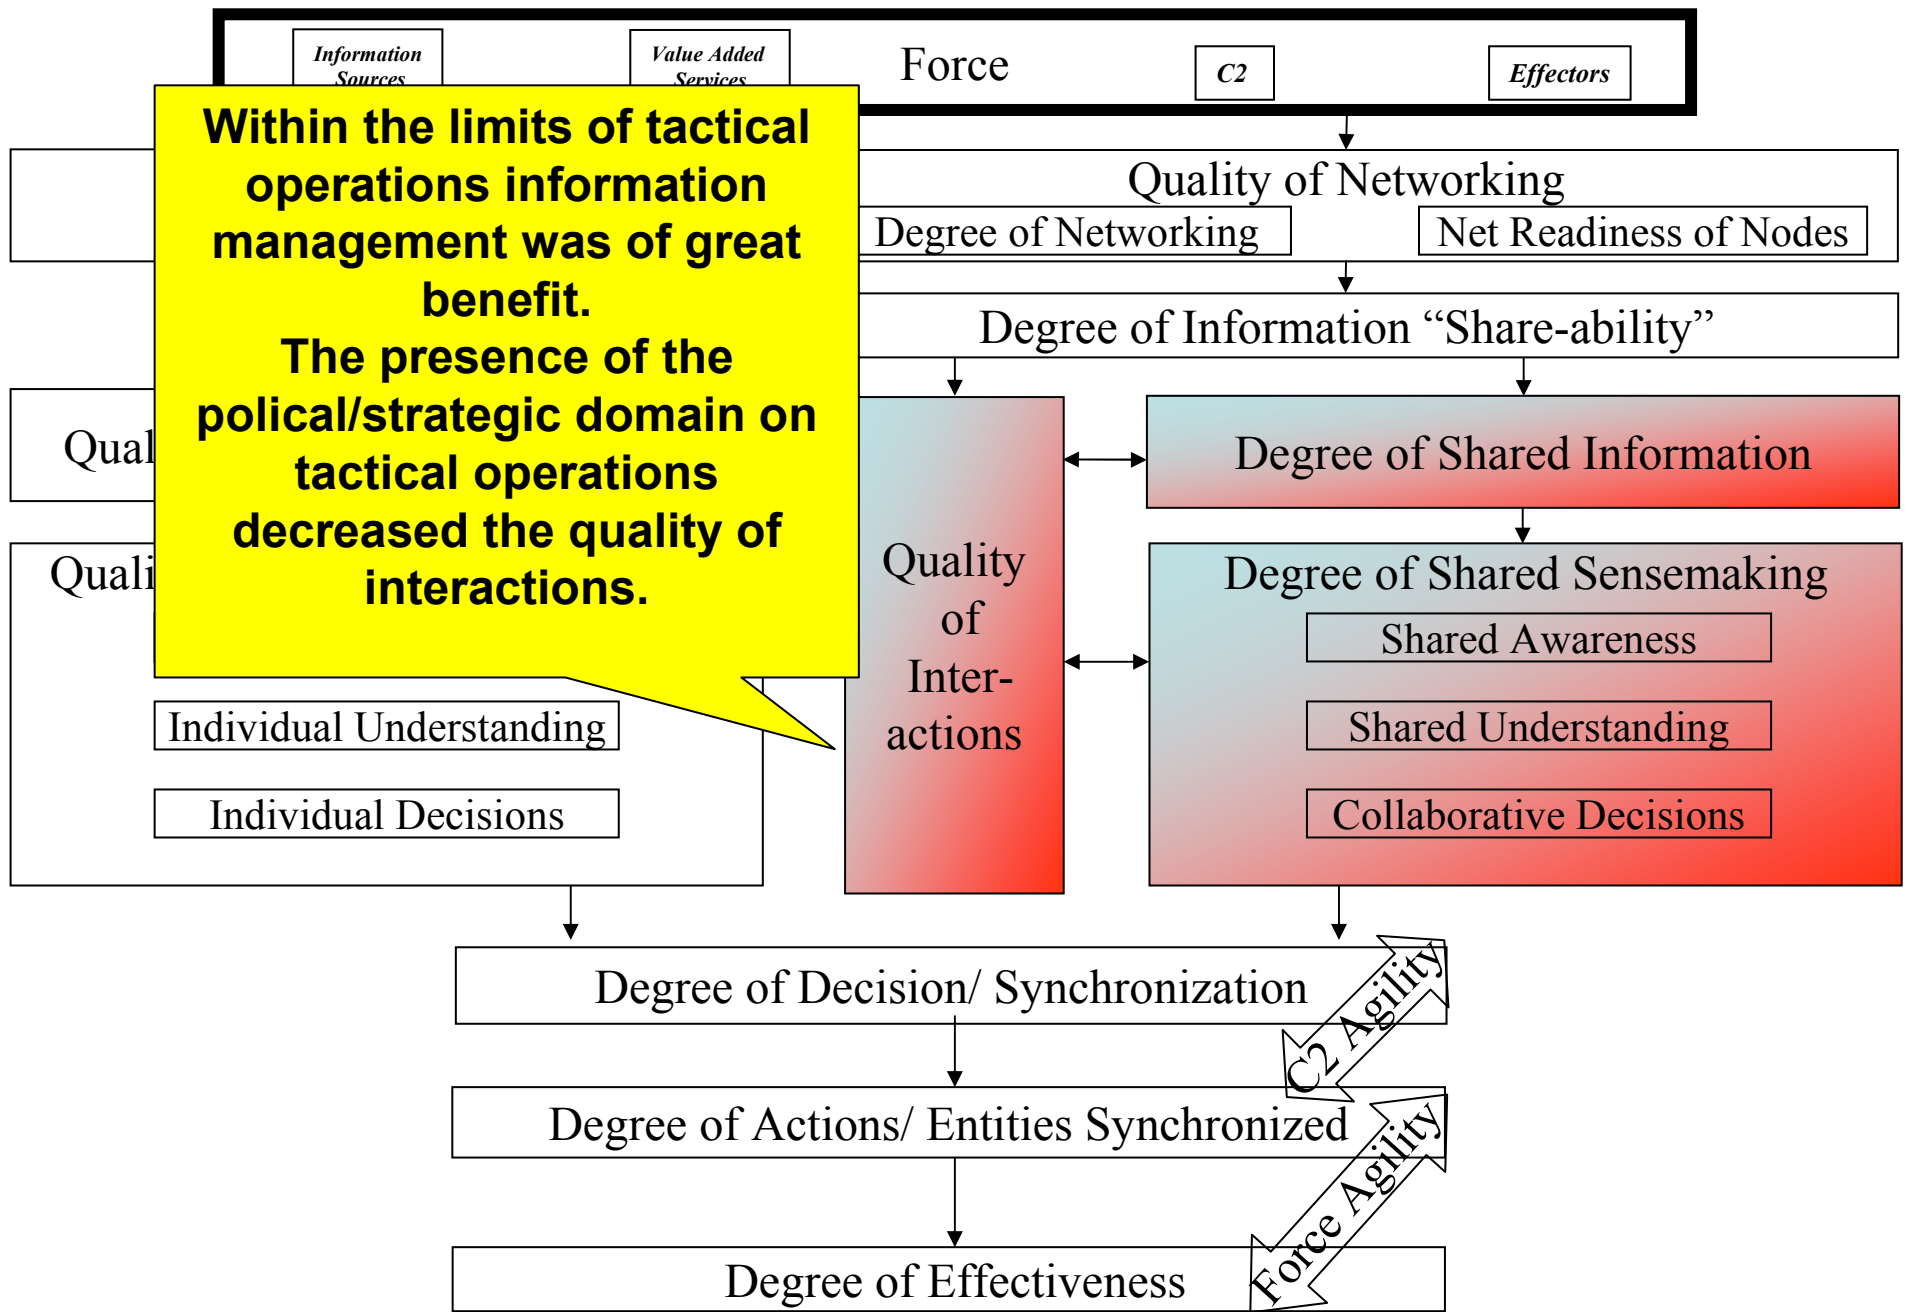 Information
Sources
Value Added
Services
Force
C2
Effectors
Within the limits of tactical
operations information
management was of great
benefit.
The presence of the
polical/strategic domain on
tactical operations
decreased the quality of
interactions.
Quality of Networking
Degree of Networking
Net Readiness of Nodes
Degree of Information “Share-ability”
Degree of Shared Information
Quality
of
Inter-
actions
Degree of Shared Sensemaking
Shared Awareness
Shared Understanding
Collaborative Decisions
Individual Understanding
Individual Decisions
Degree of Decision/ Synchronization
C2 Agility
Degree of Actions/ Entities Synchronized
Force Agility
Degree of Effectiveness